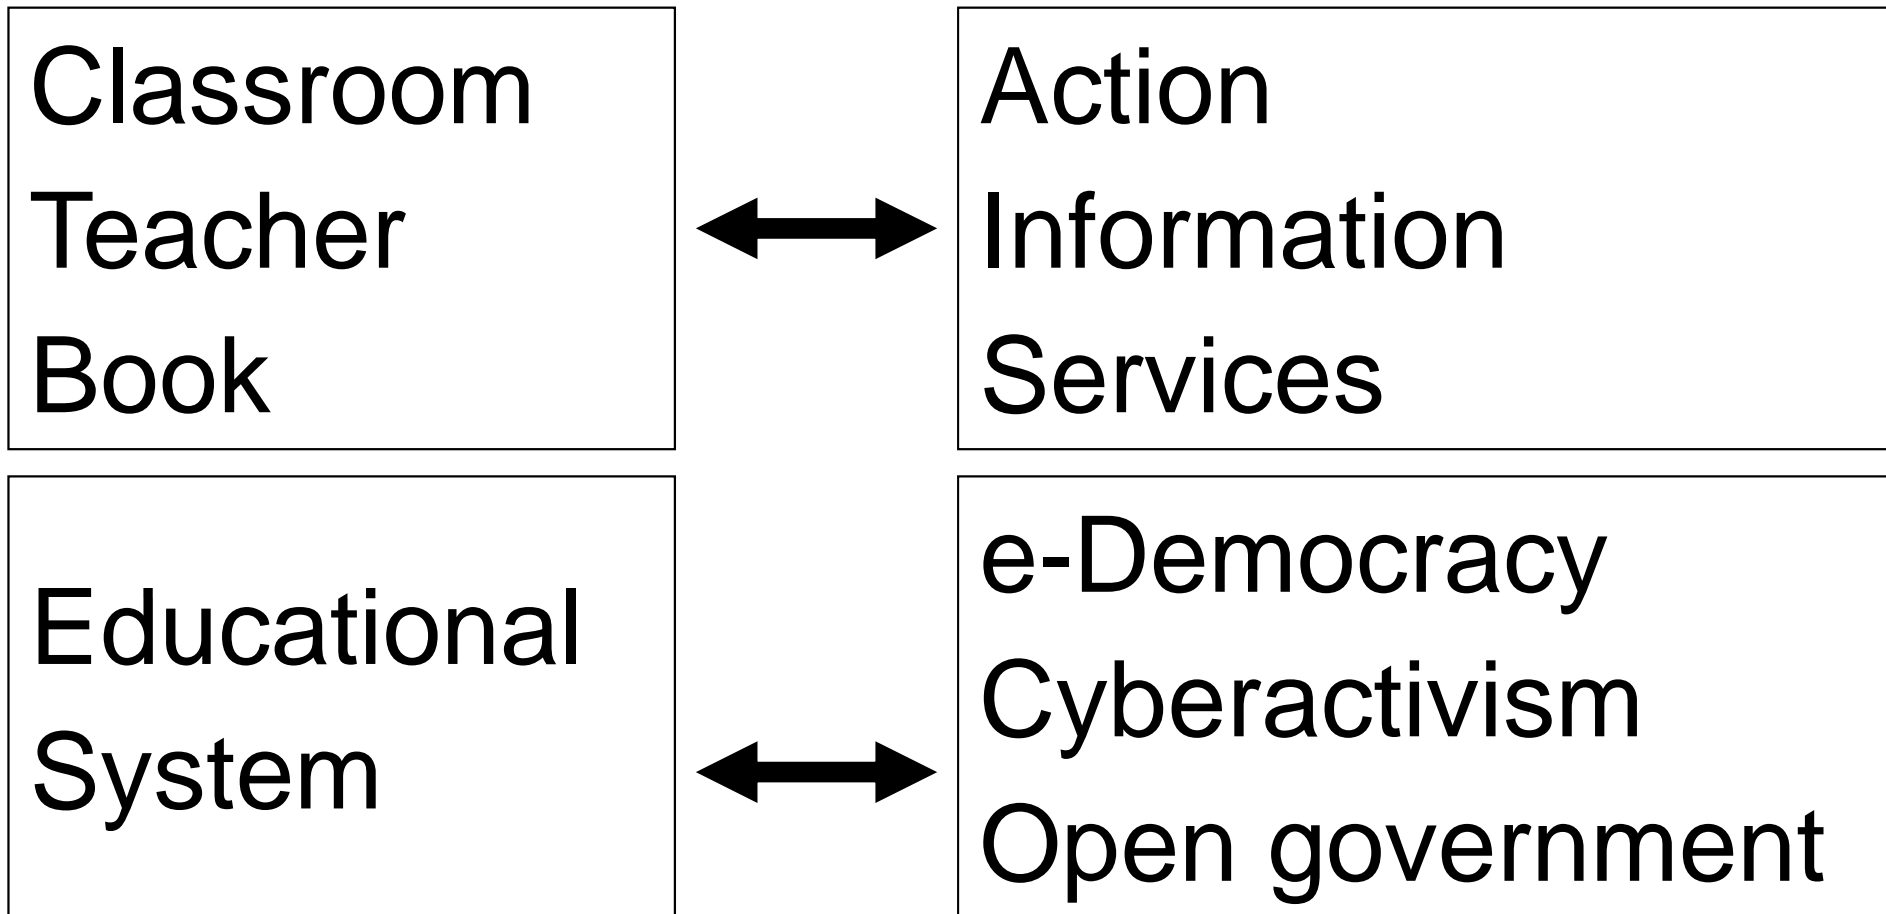 Classroom
Teacher
Book
Action
Information
Services
Educational
System
e-Democracy
Cyberactivism
Open government